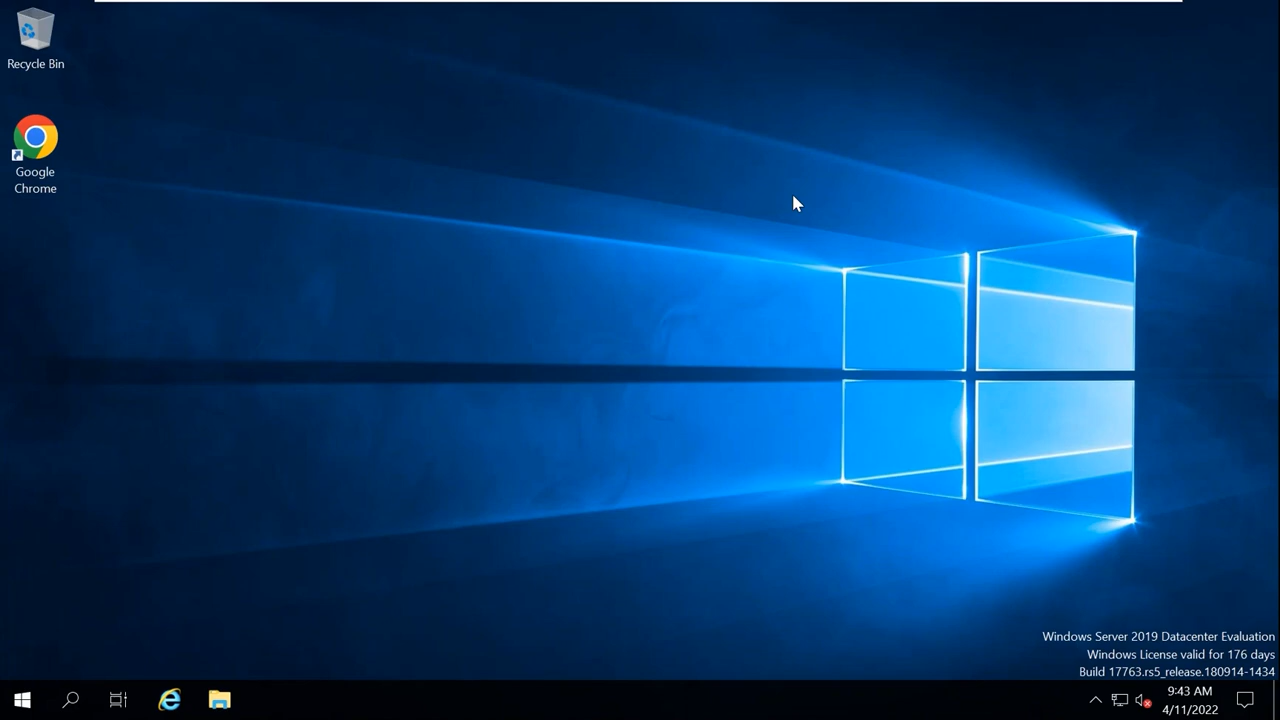 Recycle Bin
Google
Chrome
Windows Server 2019 Datacenter Evaluation
Windows License valid for 176 days
Build 17763.rs5_release.180914-1434
9:43 AM
4/11/2022